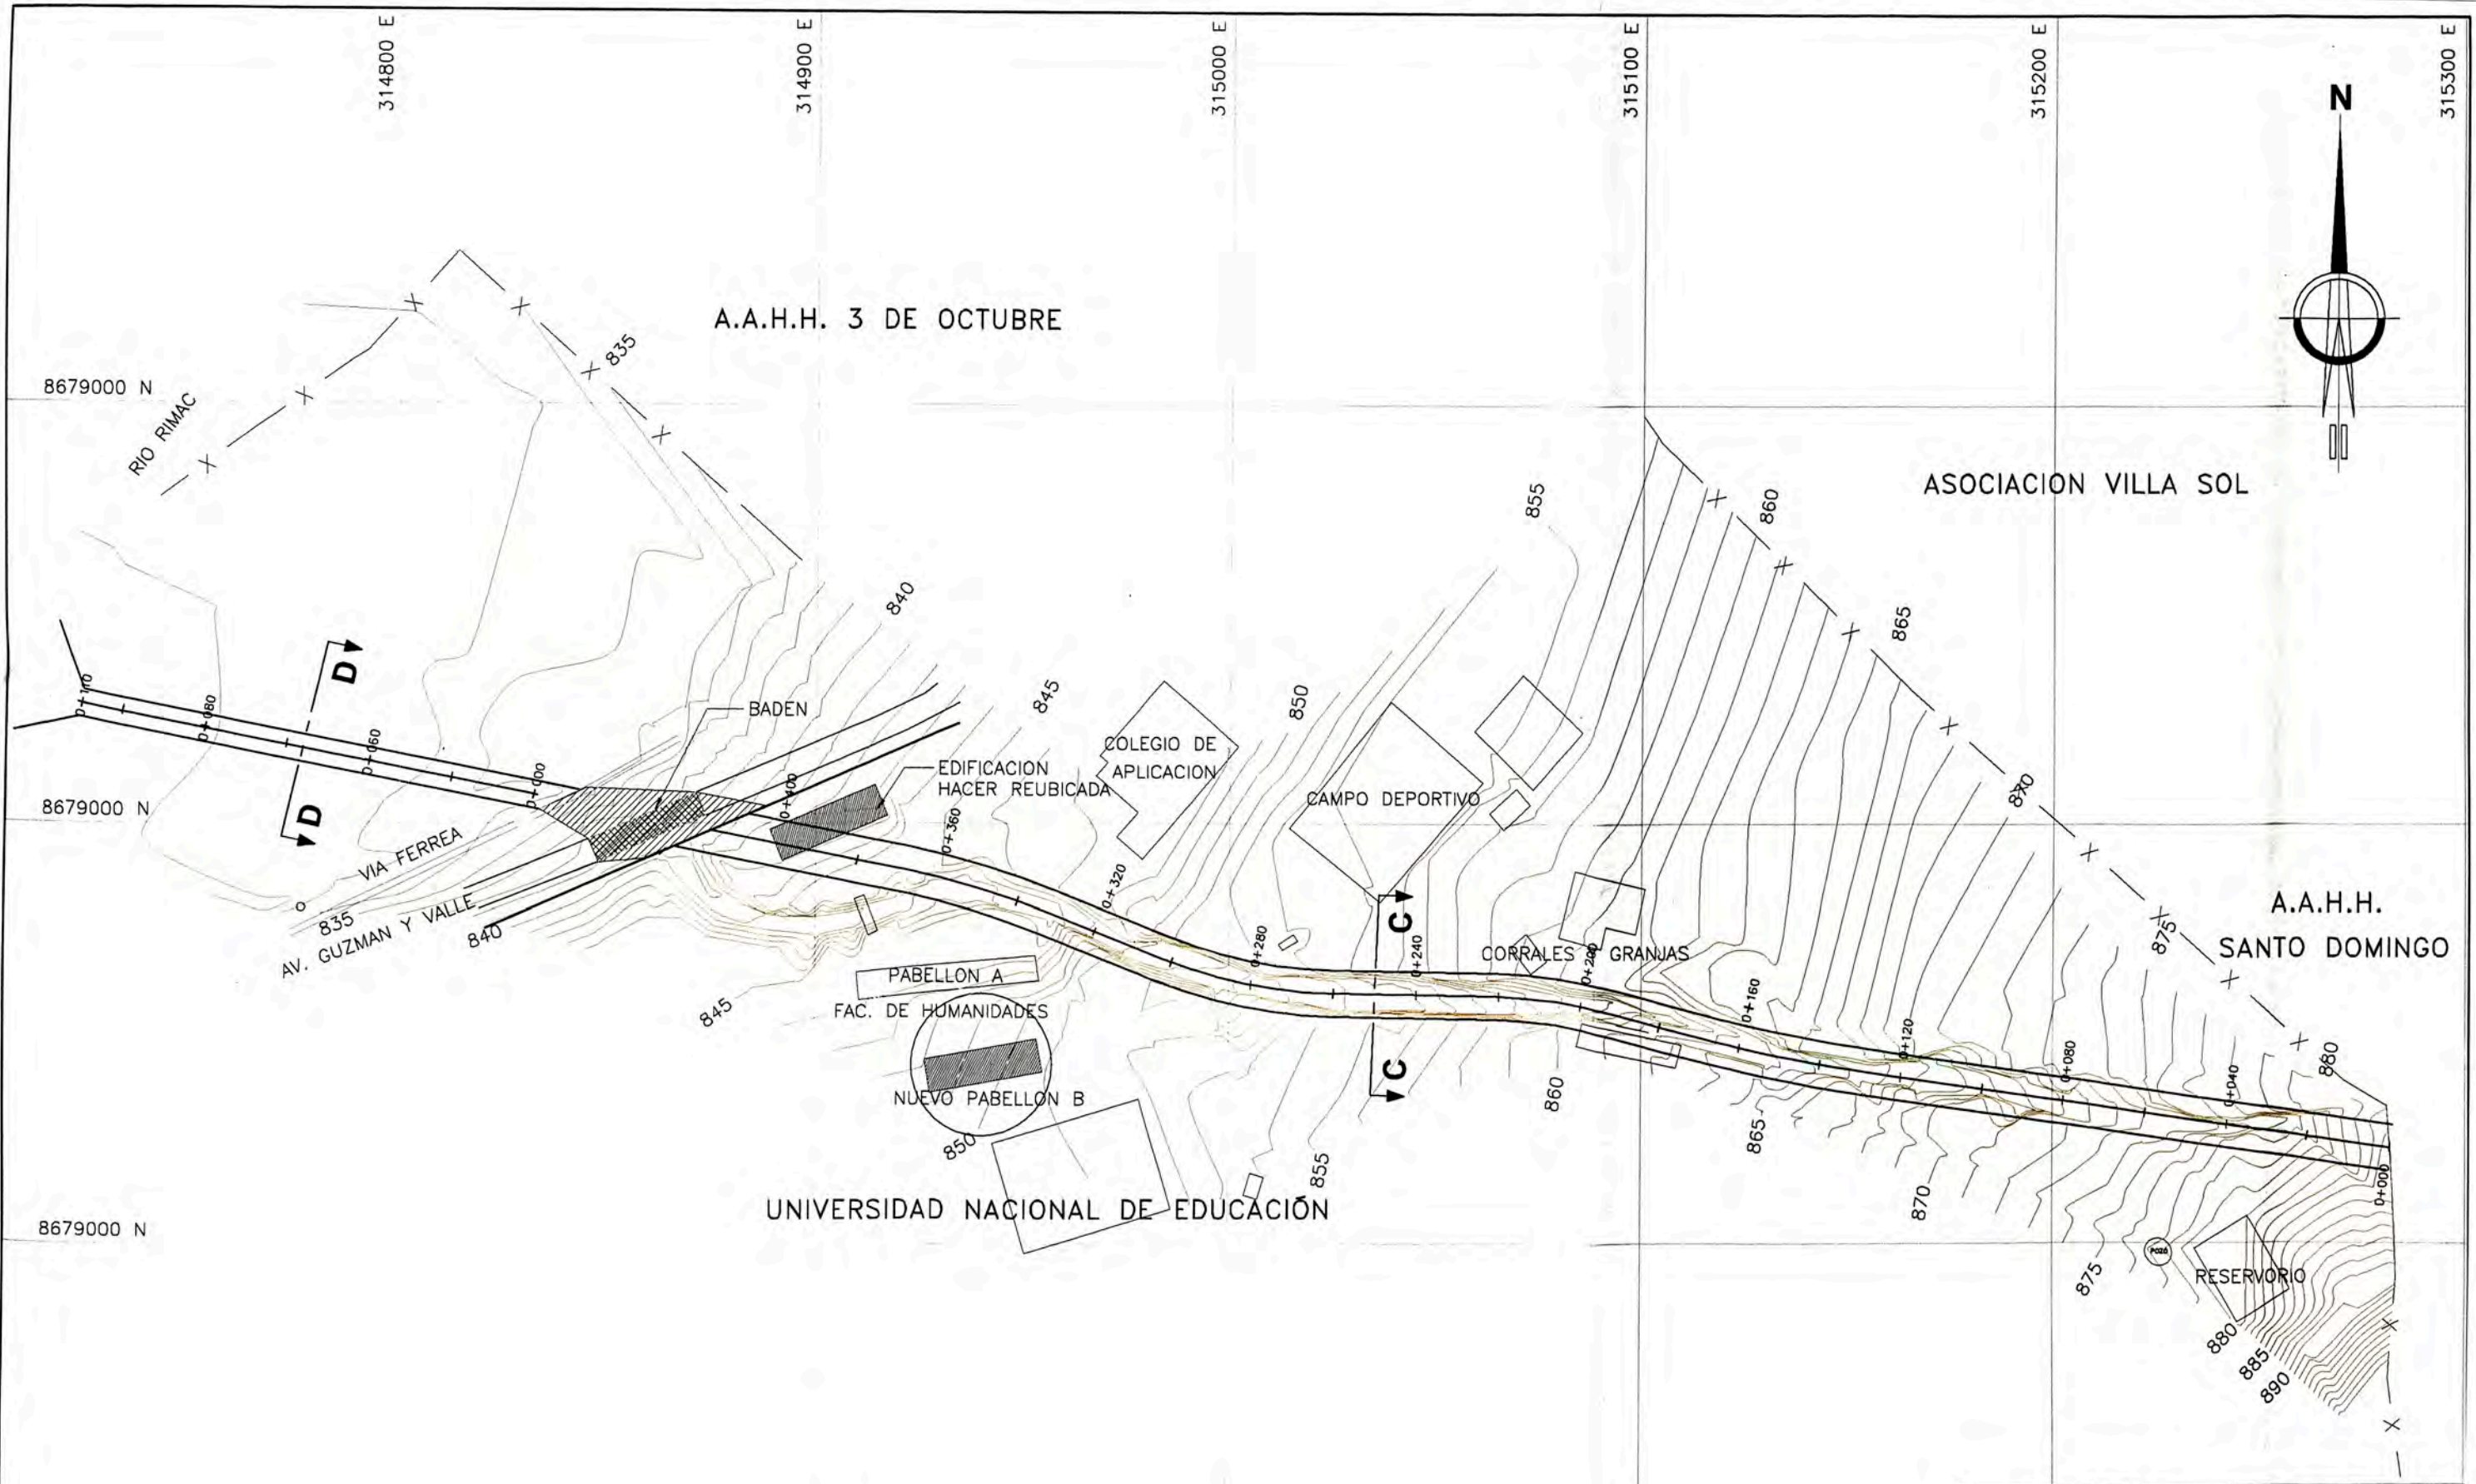 314800 E
314900 E
315000 E
315100 E
315200 E
315300 E
N
A.A.H.H. 3 DE OCTUBRE
835
8679000 N
RIO RIMAC
ASOCIACION VILLA SOL
855
860
840
865
D
845
850
0+110
0+080
BADEN
0+060
COLEGIO DE
APLICACION
EDIFICACION
HACER REUBICADA
0+000
0+400
CAMPO DEPORTIVO
870
8679000 N
D
VIA FERREA
0+360
0+320
835
AV. GUZMAN Y VALLE
840
C
A.A.H.H.
SANTO DOMINGO
875
0+280
0+240
CORRALES
0+200
GRANJAS
PABELLON A
845
FAC. DE HUMANIDADES
0+160
0+120
0+080
0+040
880
C
860
NUEVO PABELLON B
850
865
855
870
0+000
UNIVERSIDAD NACIONAL DE EDUCACIÓN
8679000 N
POZO
875
RESERVORIO
880
885
890